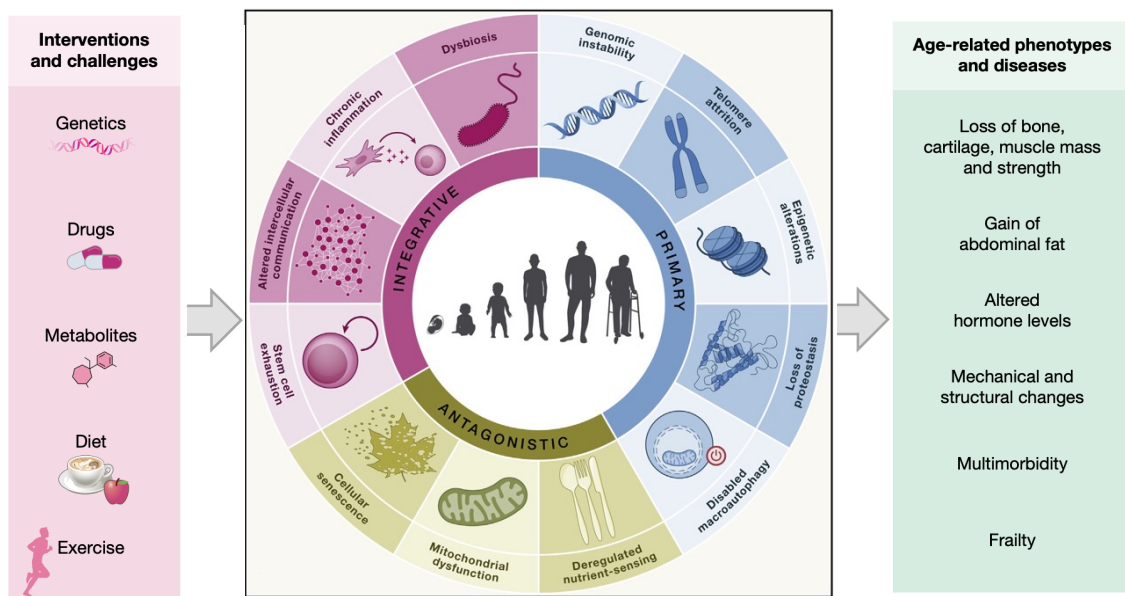 Interventions
and challenges
Genetics
Drugs
Metabolites
Diet
Exercise
Genomic
instability
Telomere
attrition
Epigenetic
alterations
Loss of
proteostasis
Disabled
macroautophagy
Deregulated
nutrient-sensing
Mitochondrial
dysfunction
Cellular
senescence
Stem cell
exhaustion
Altered intercellular
communication
Chronic
inflammation
Dysbiosis
INTEGRATIVE
PRIMARY
ANTAGONISTIC
Age-related phenotypes
and diseases
Loss of bone,
cartilage, muscle mass
and strength
Gain of
abdominal fat
Altered
hormone levels
Mechanical and
structural changes
Multimorbidity
Frailty